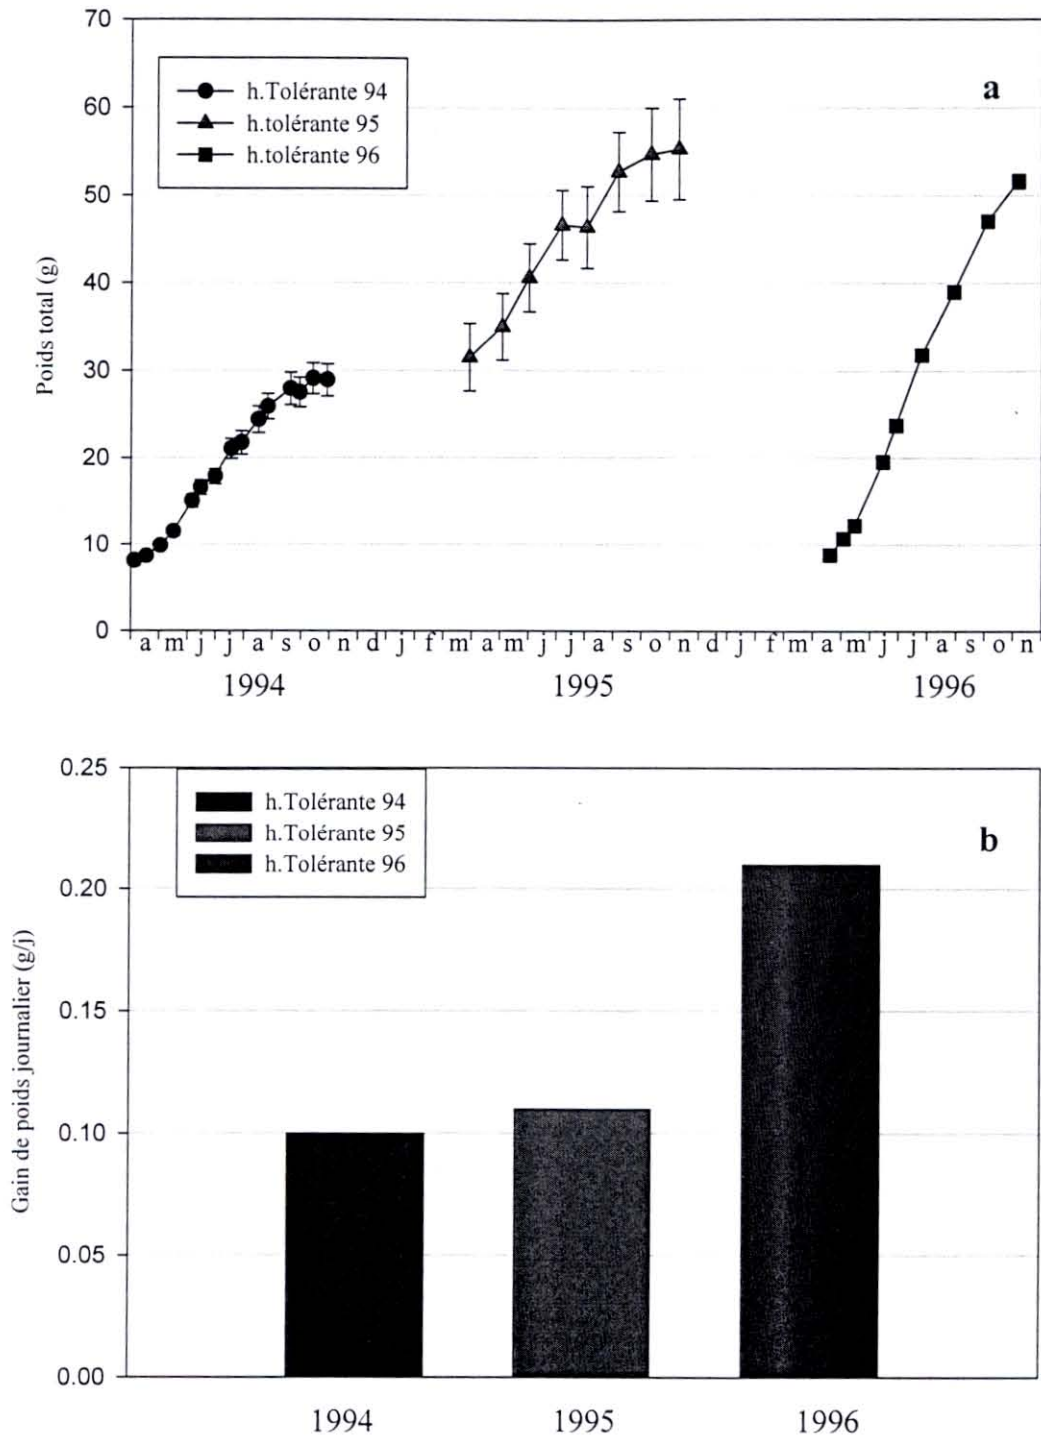 70
60
50
40
30
20
10
0
Poids total (g)
h.Tolérante 94
h.tolérante 95
h.tolérante 96
a
a m j j a s o n d j f m a m j j a s o n d j f m a m j j a s o n
1994 1995 1996
0.25
0.20
0.15
0.10
0.05
0.00
Gain de poids journalier (g/j)
h.Tolérante 94
h.Tolérante 95
h.Tolérante 96
b
1994 1995 1996